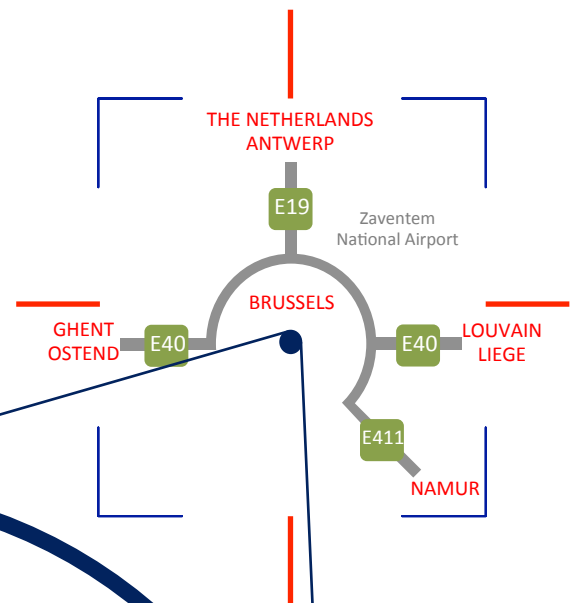 THE NETHERLANDS
ANTWERP
E19
Zaventem
National Airport
BRUSSELS
GHENT
OSTEND
E40
E40
LOUVAIN
LIEGE
E411
NAMUR